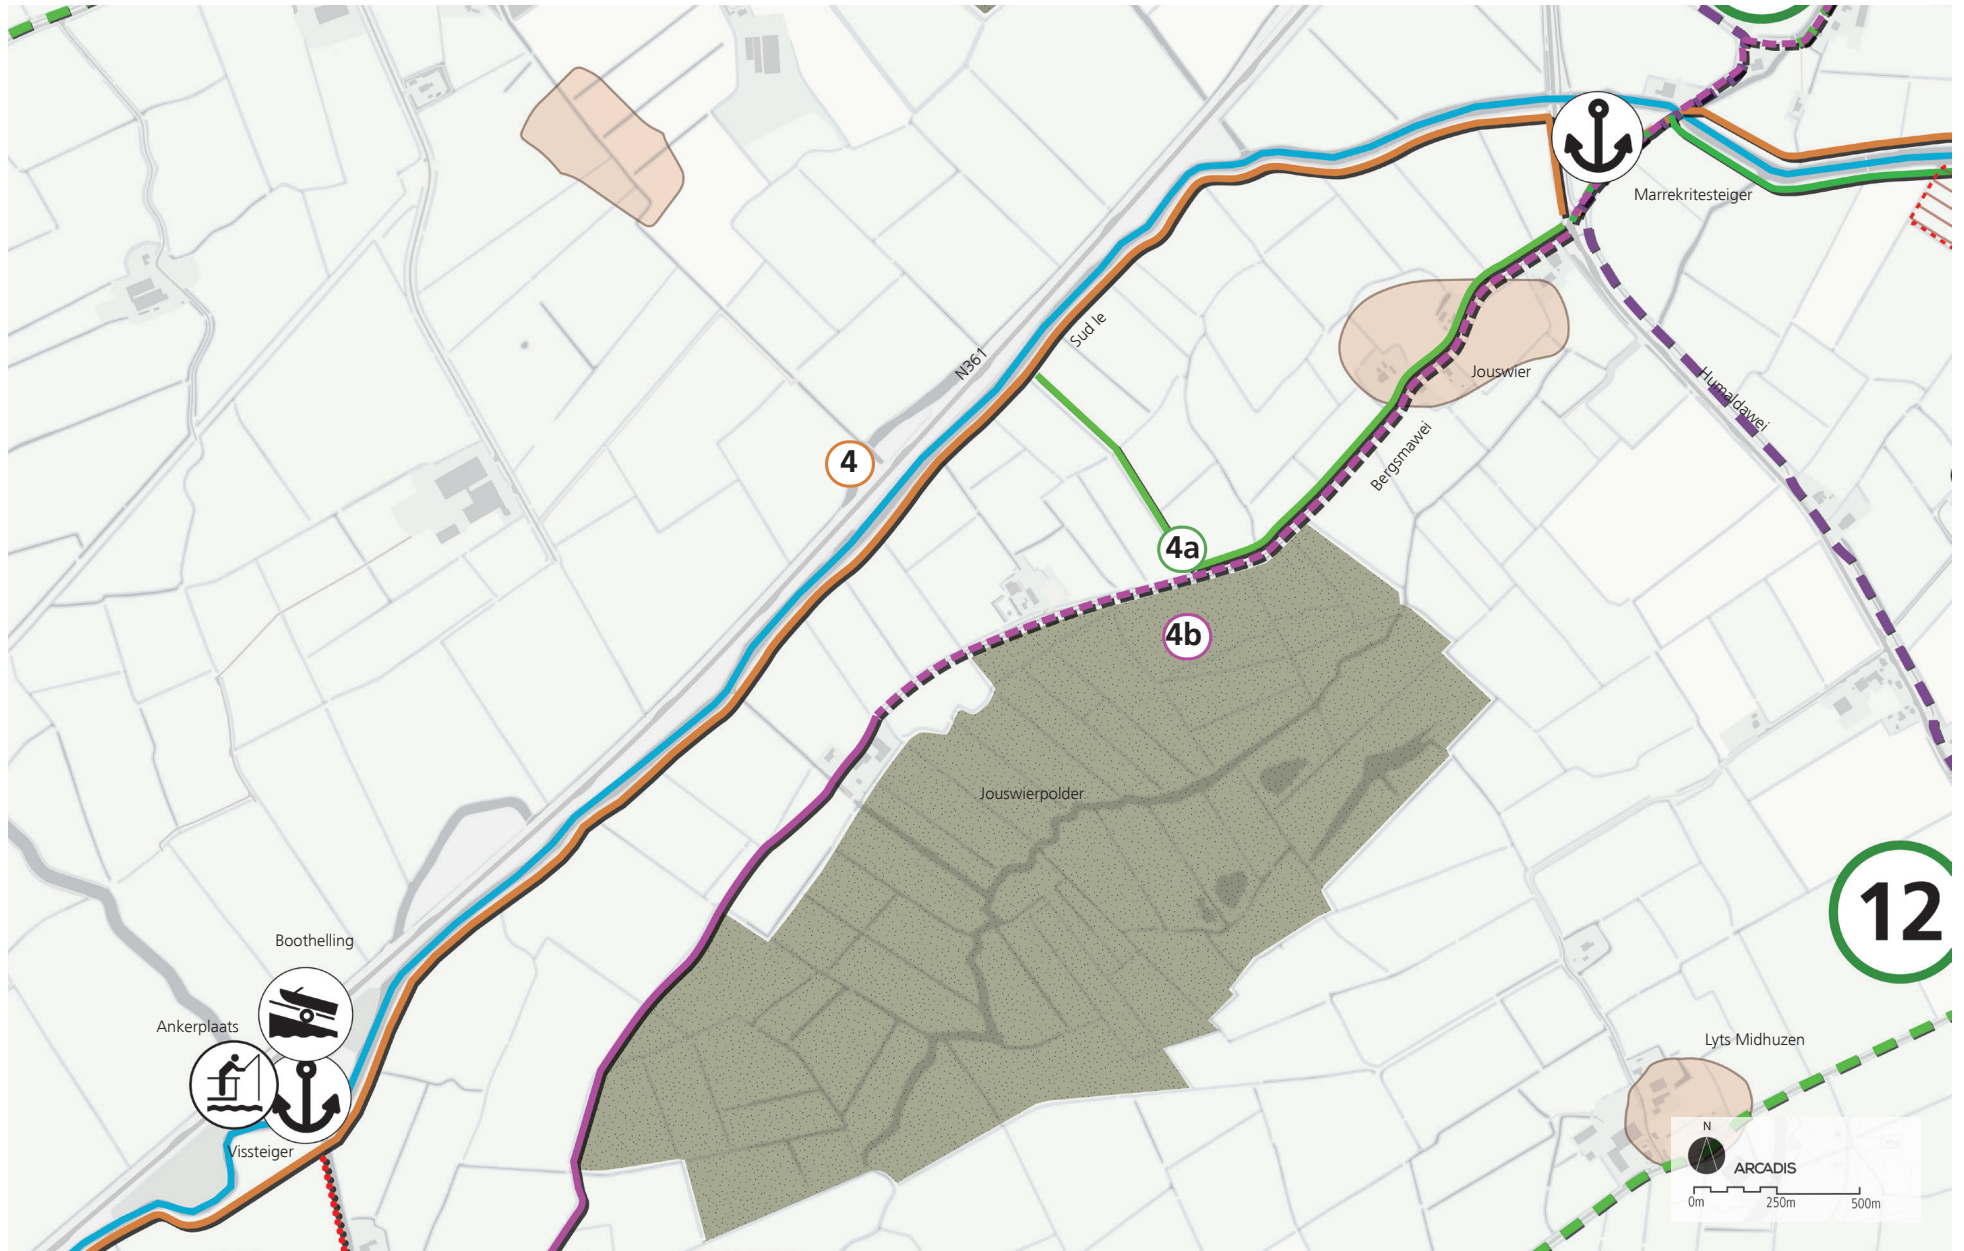 Marrekritesteiger
Sud Ie
N361
Jouswier
Humaldawei
Bergsmawei
4
4a
4b
Jouswierpolder
12
Boothelling
Ankerplaats
Vissteiger
Lyts Midhuzen
N
ARCADIS
0m 250m 500m